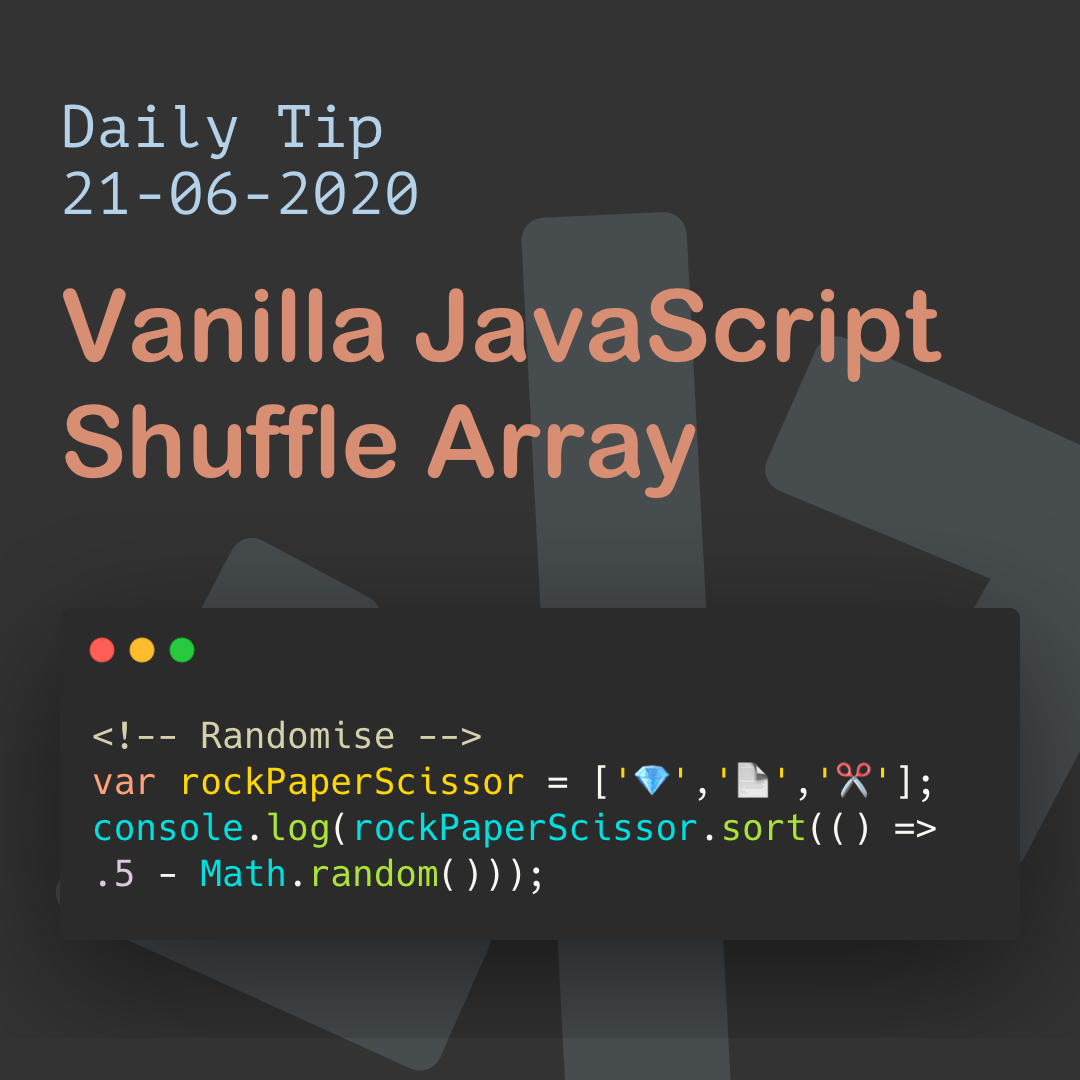 Daily Tip
21-06-2020
Vanilla JavaScript
Shuffle Array
<!-- Randomise -->
var rockPaperScissor = ['💎','📄','✂️'];
console.log(rockPaperScissor.sort(() =>
.5 - Math.random()));